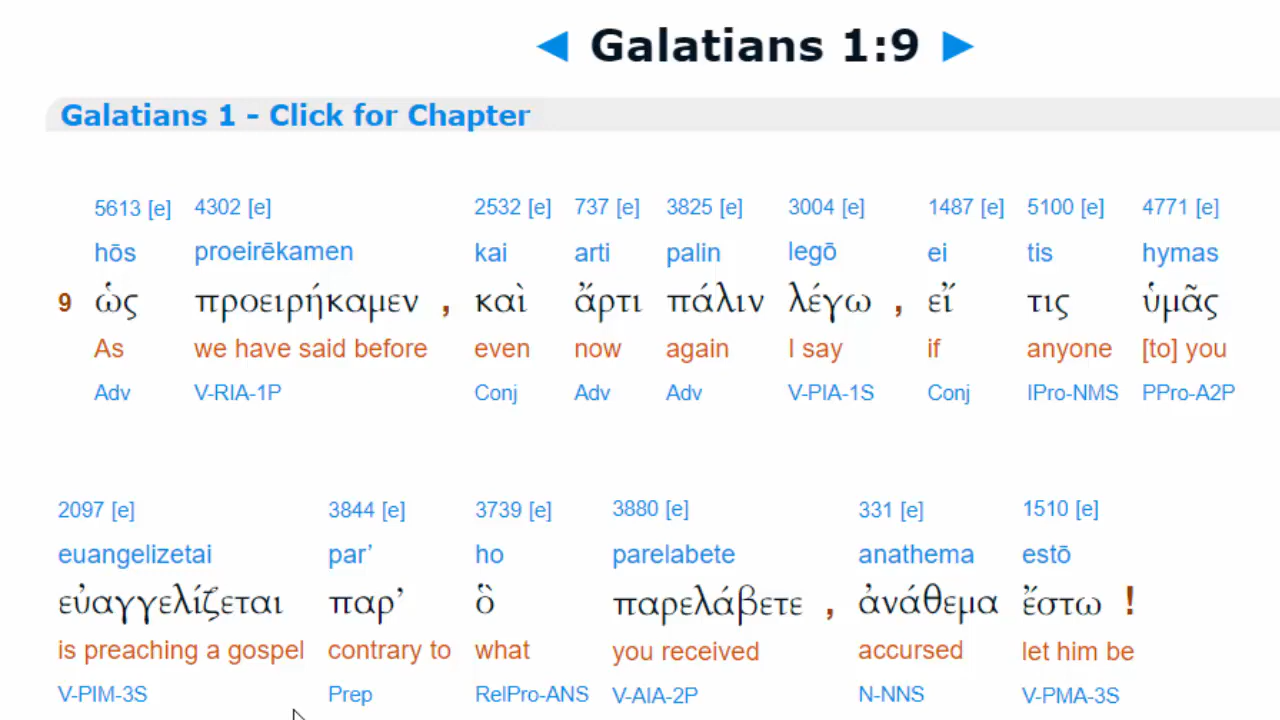 ◄ Galatians 1:9 ►
Galatians 1 - Click for Chapter
5613 [e] 4302 [e] 2532 [e] 737 [e] 3825 [e] 3004 [e] 1487 [e] 5100 [e] 4771 [e]
hōs proeirēkamen kai arti palin legō ei tis hymas
9 ὡς προειρήκαμεν , καὶ ἄρτι πάλιν λέγω , εἴ τις ὑμᾶς
As we have said before even now again I say if anyone [to] you
Adv V-RIA-1P Conj Adv Adv V-PIA-1S Conj IPro-NMS PPro-A2P
2097 [e] 3844 [e] 3739 [e] 3880 [e] 331 [e] 1510 [e]
euangelizetai par’ ho parelabete anathema estō
εὐαγγελίζεται παρ’ ὃ παρελάβετε , ἀνάθεμα ἔστω !
is preaching a gospel contrary to what you received accursed let him be
V-PIM-3S Prep RelPro-ANS V-AIA-2P N-NNS V-PMA-3S